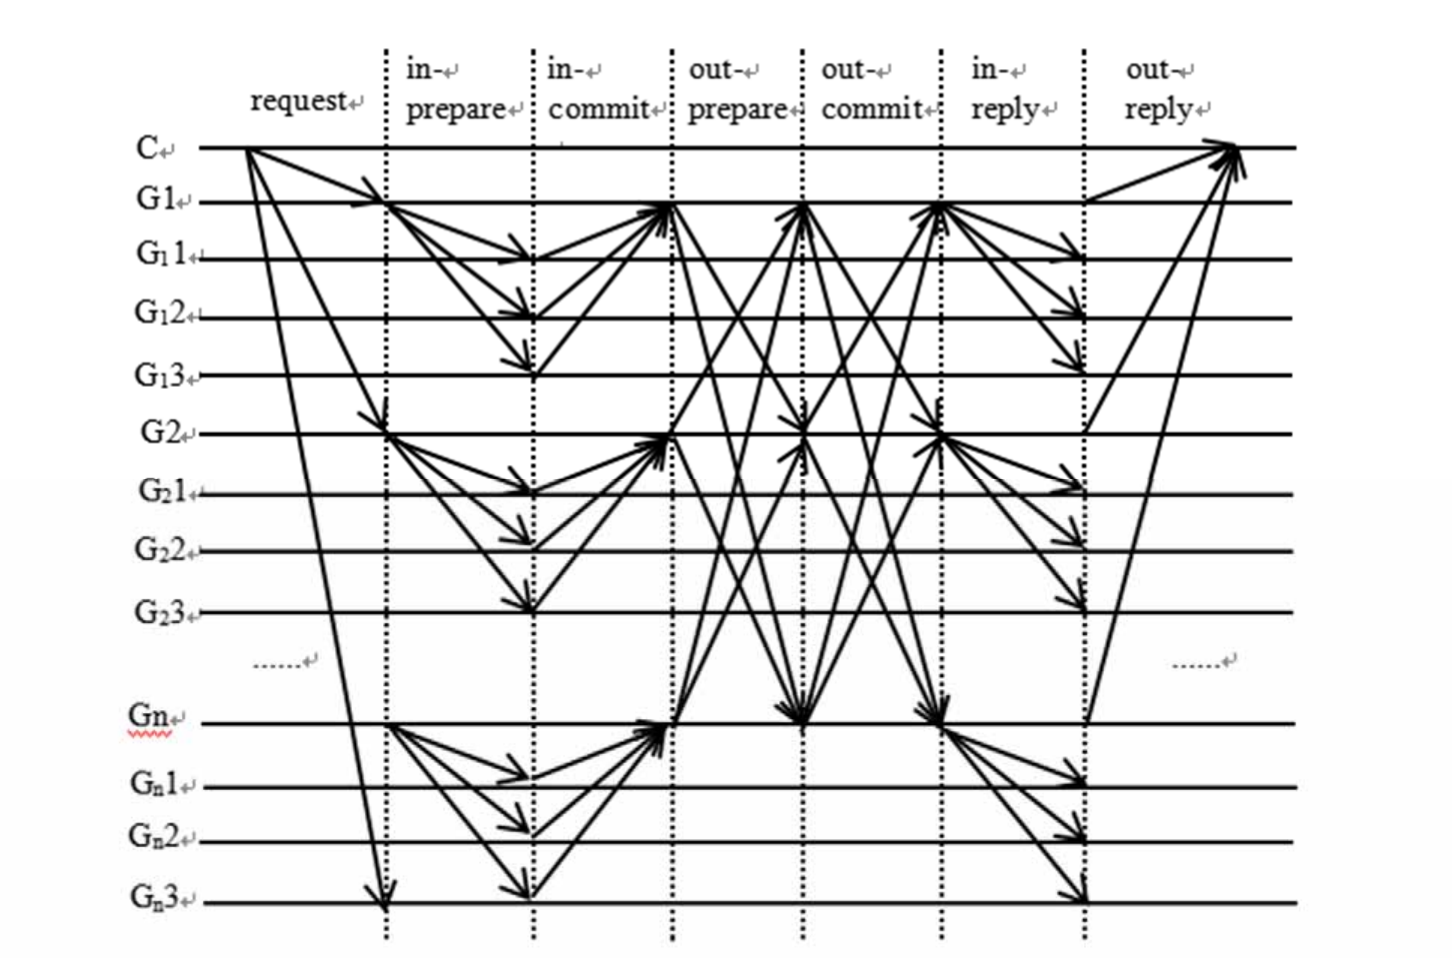 request
in-
prepare
in-
commit
out-
prepare
out-
commit
in-
reply
out-
reply
C
G1
G₁1
G₁2
G₁3
G2
G₂1
G₂2
G₂3
......
......
Gn
Gₙ1
Gₙ2
Gₙ3